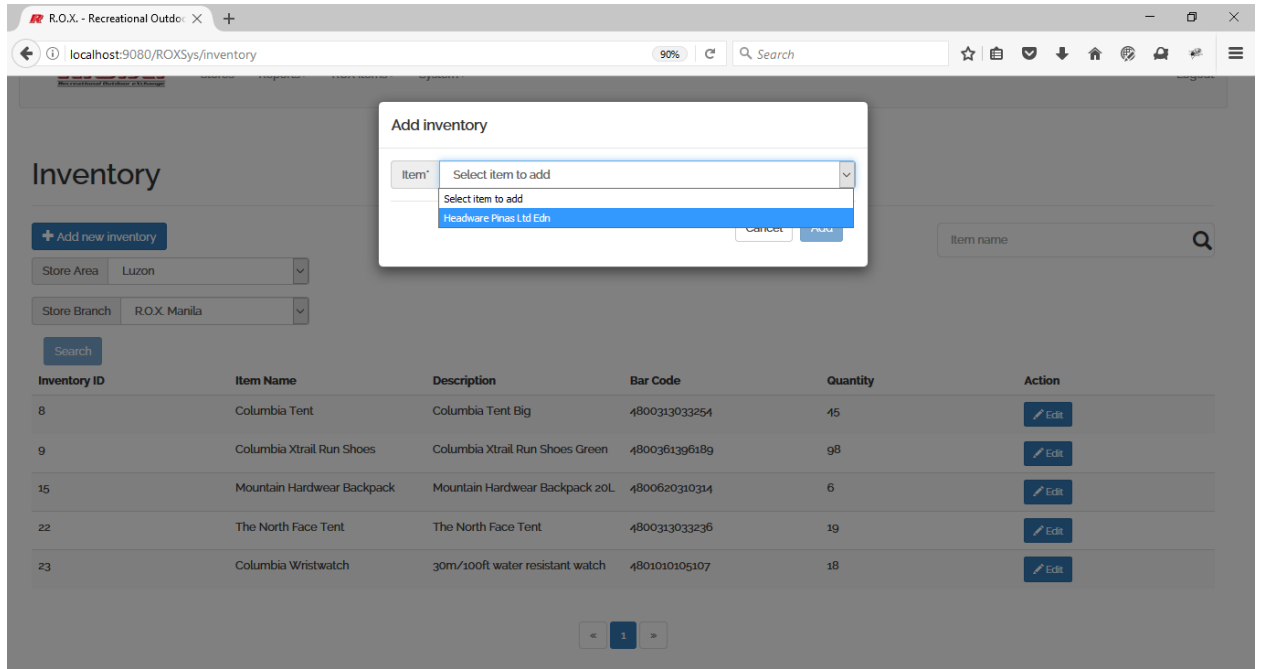 R.O.X. - Recreational Outdoo
localhost:9080/ROXSys/inventory
90%
Search
Recreational Outdoor eXchange
Add inventory
Item*
Select item to add
Select item to add
Headware Pinas Ltd Edn
Cancel
Add
Inventory
Add new inventory
Item name
Store Area
Luzon
Store Branch
R.O.X. Manila
Search
Inventory ID Item Name Description Bar Code Quantity Action
8 Columbia Tent Columbia Tent Big 4800313033254 45 Edit
9 Columbia Xtrail Run Shoes Columbia Xtrail Run Shoes Green 4800361396189 98 Edit
15 Mountain Hardwear Backpack Mountain Hardwear Backpack 20L 4800620310314 6 Edit
22 The North Face Tent The North Face Tent 4800313033236 19 Edit
23 Columbia Wristwatch 30m/100ft water resistant watch 4801010105107 18 Edit
« 1 »